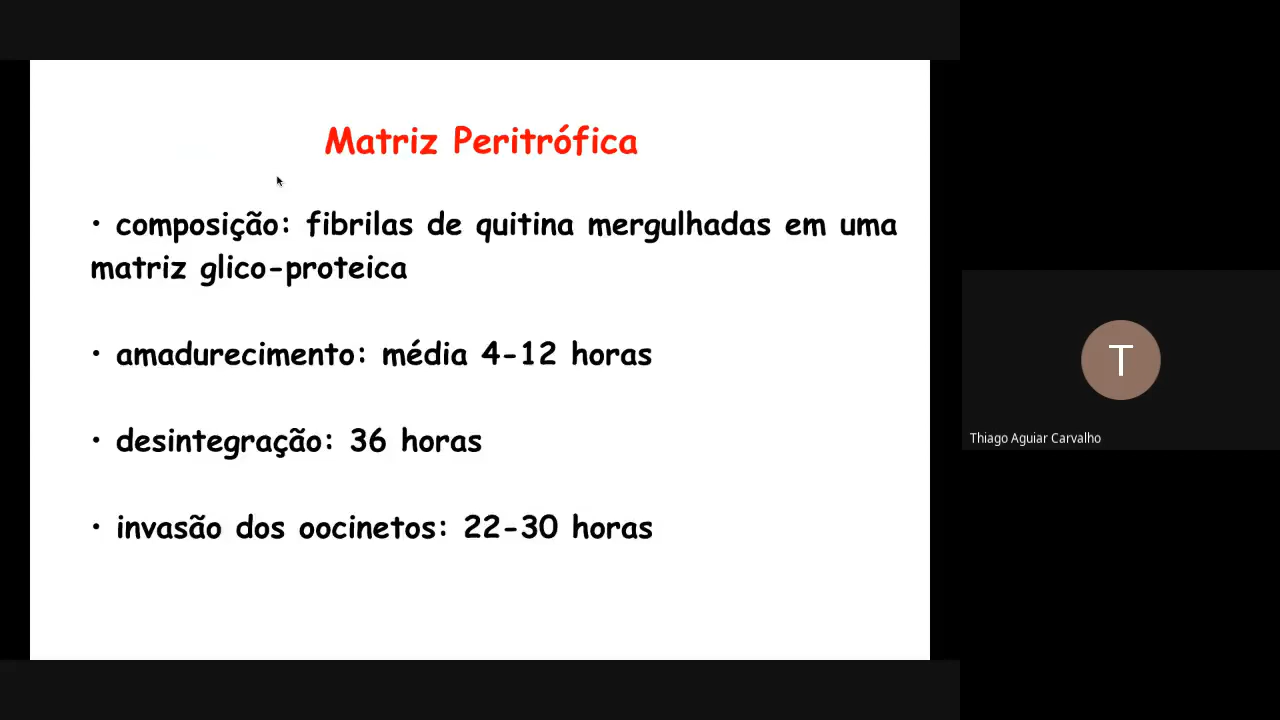 Matriz Peritrófica
• composição: fibrilas de quitina mergulhadas em uma
matriz glico-proteica
• amadurecimento: média 4-12 horas
• desintegração: 36 horas
• invasão dos oocinetos: 22-30 horas
T
Thiago Aguiar Carvalho